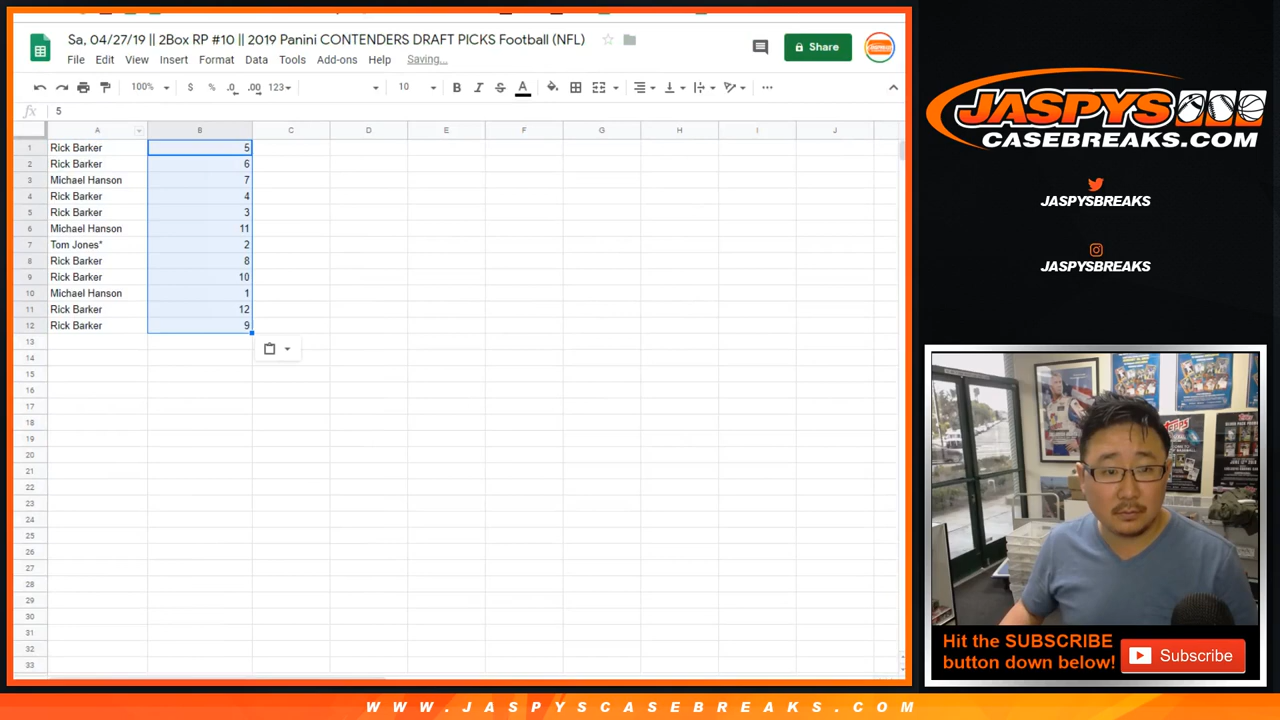 Sa, 04/27/19 || 2Box RP #10 || 2019 Panini CONTENDERS DRAFT PICKS Football (NFL)
File Edit View Insert Format Data Tools Add-ons Help Saving...
Share
100% $ % .0 .00 123 10 B I S A
fx 5
A B C D E F G H I J
1 Rick Barker 5
2 Rick Barker 6
3 Michael Hanson 7
4 Rick Barker 4
5 Rick Barker 3
6 Michael Hanson 11
7 Tom Jones* 2
8 Rick Barker 8
9 Rick Barker 10
10 Michael Hanson 1
11 Rick Barker 12
12 Rick Barker 9
13
14
15
16
17
18
19
20
21
22
23
24
25
26
27
28
29
30
31
32
33
JASPYS
CASEBREAKS.COM
JASPYSBREAKS
JASPYSBREAKS
Topps
Hit the SUBSCRIBE
button down below!
Subscribe
WWW.JASPYSCASEBREAKS.COM